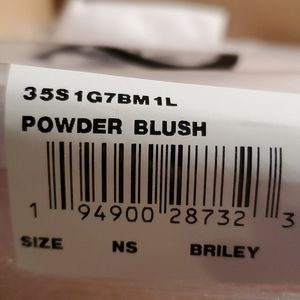 35S1G7BM1L
POWDER BLUSH
1 94900 28732 3
SIZE NS BRILEY